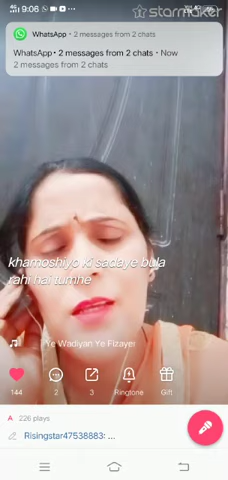 9:06
starmaker
WhatsApp • 2 messages from 2 chats
WhatsApp • 2 messages from 2 chats • Now
2 messages from 2 chats
khamoshiyo ki sadaye bula
rahi hai tumhe
Ye Wadiyan Ye Fizayer
144
2
3
Ringtone
Gift
A 226 plays
Risingstar47538883: ...